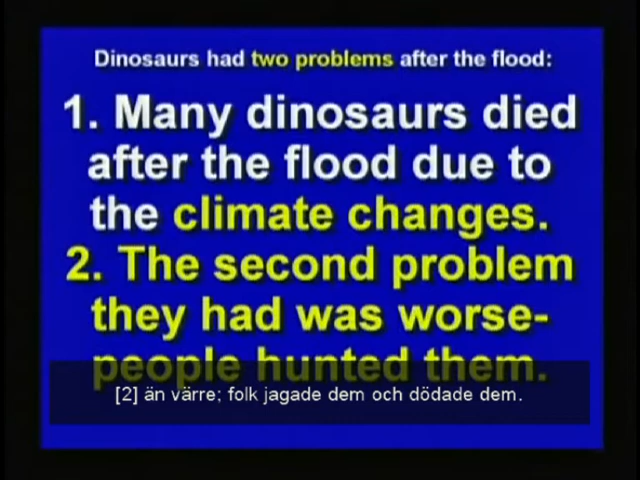 Dinosaurs had two problems after the flood:
1. Many dinosaurs died
after the flood due to
the climate changes.
2. The second problem
they had was worse-
people hunted them.
[2] än värre; folk jagade dem och dödade dem.